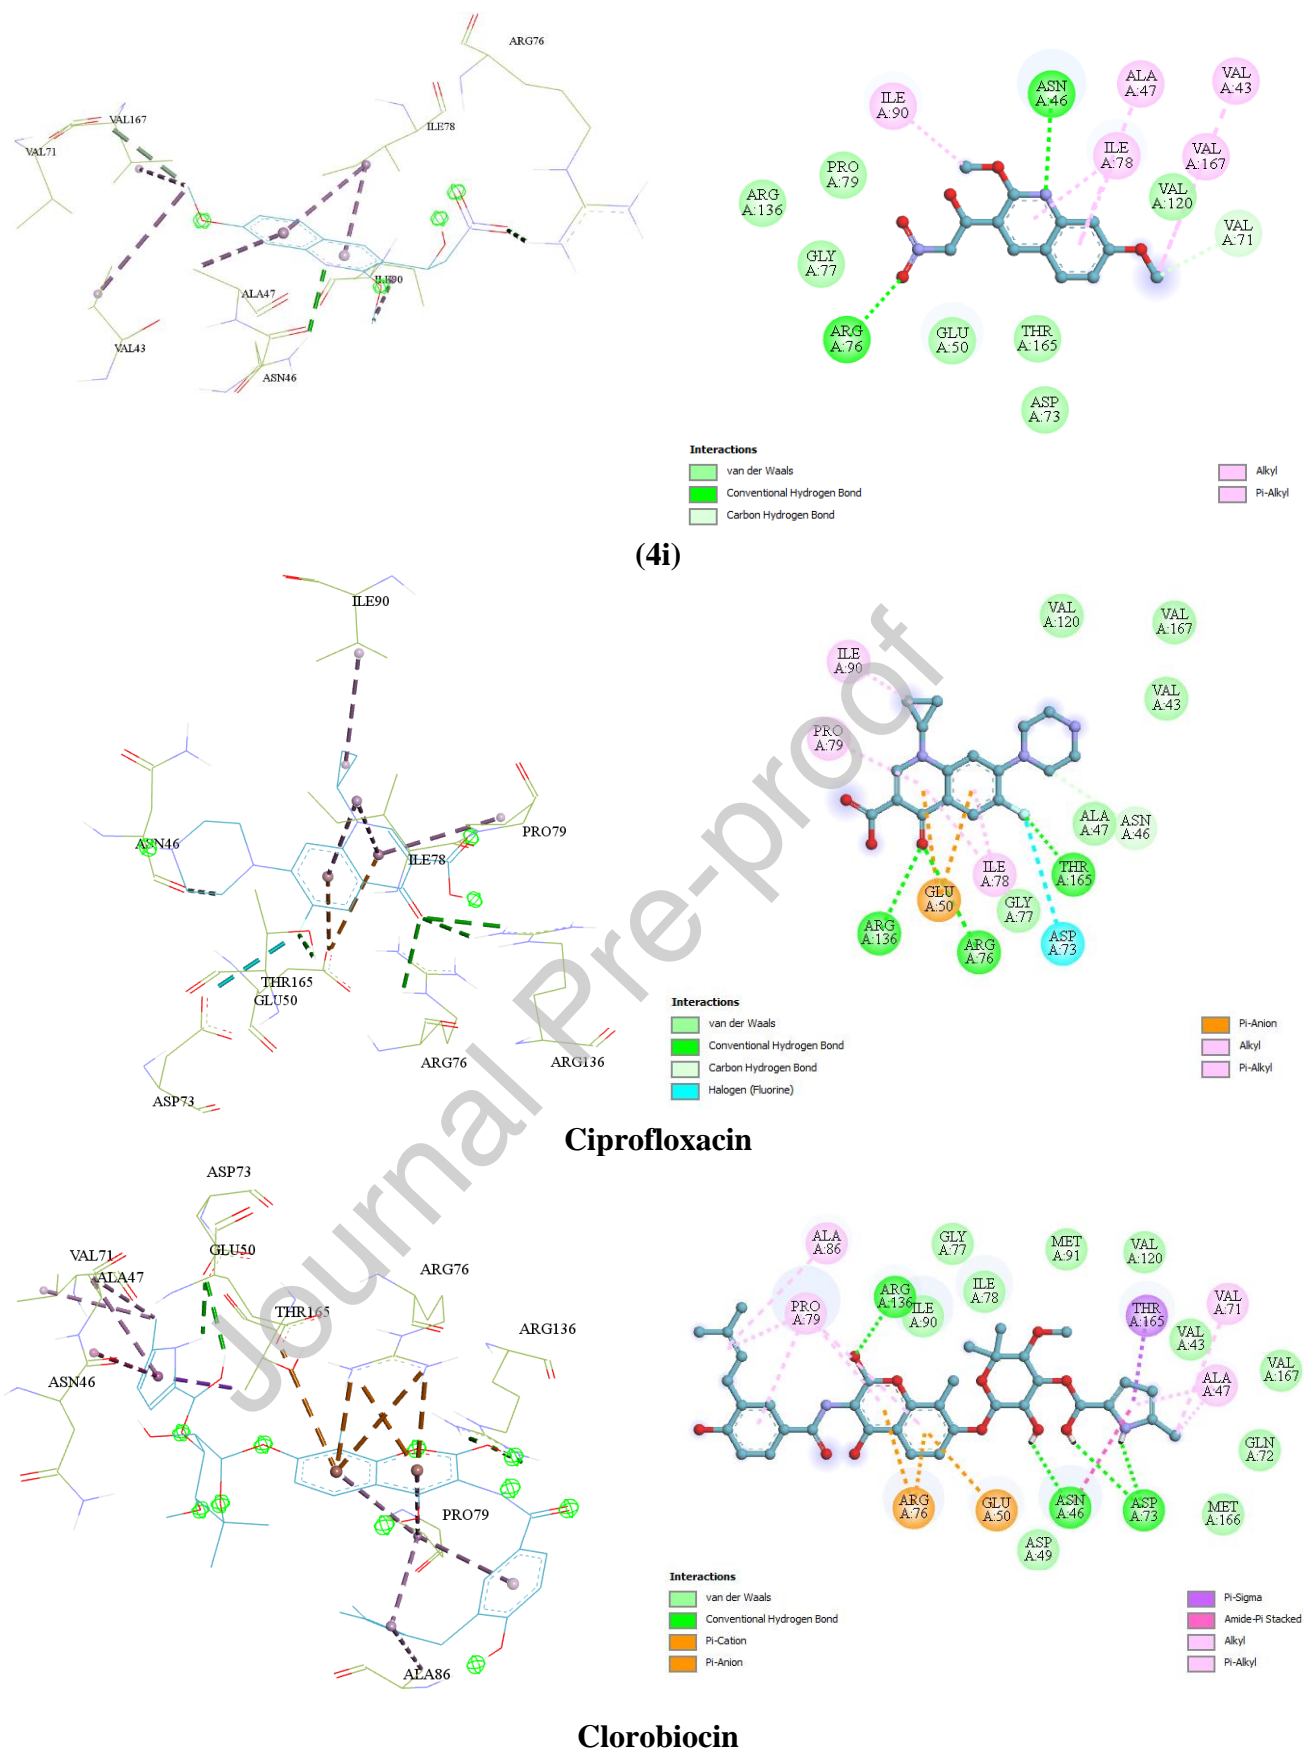 ARG76
VAL167
VAL71
ILE78
ALA47
ILE90
VAL43
ASN46
ILE
A:90
ASN
A:46
ALA
A:47
VAL
A:43
PRO
A:79
ILE
A:78
VAL
A:167
ARG
A:136
VAL
A:120
VAL
A:71
GLY
A:77
ARG
A:76
GLU
A:50
THR
A:165
ASP
A:73
Interactions
van der Waals
Conventional Hydrogen Bond
Carbon Hydrogen Bond
Alkyl
Pi-Alkyl
(4i)
ILE90
ASN46
PRO79
ILE78
THR165
GLU50
ARG76
ARG136
ASP73
VAL
A:120
VAL
A:167
ILE
A:90
VAL
A:43
PRO
A:79
ALA
A:47
ASN
A:46
ILE
A:78
THR
A:165
GLU
A:50
GLY
A:77
ARG
A:136
ARG
A:76
ASP
A:73
Interactions
van der Waals
Conventional Hydrogen Bond
Carbon Hydrogen Bond
Halogen (Fluorine)
Pi-Anion
Alkyl
Pi-Alkyl
Ciprofloxacin
ASP73
VAL71
GLU50
ALA47
ARG76
THR165
ARG136
ASN46
PRO79
ALA86
ALA
A:86
GLY
A:77
MET
A:91
VAL
A:120
ARG
A:136
ILE
A:78
PRO
A:79
ILE
A:90
THR
A:165
VAL
A:71
VAL
A:43
VAL
A:167
ALA
A:47
GLN
A:72
ARG
A:76
GLU
A:50
ASN
A:46
ASP
A:73
MET
A:166
ASP
A:49
Interactions
van der Waals
Conventional Hydrogen Bond
Pi-Cation
Pi-Anion
Pi-Sigma
Amide-Pi Stacked
Alkyl
Pi-Alkyl
Clorobiocin
Journal Pre-proof